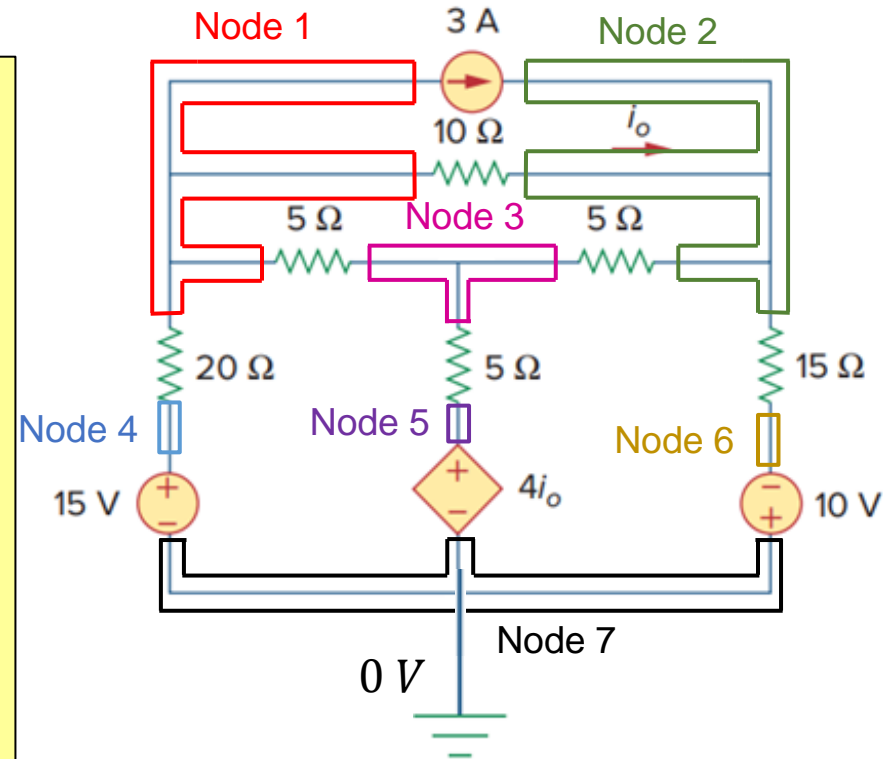 3 A
Node 1
Node 2
i_o
10 Ω
5 Ω
Node 3
5 Ω
20 Ω
5 Ω
15 Ω
Node 4
Node 5
Node 6
+
+
−
15 V
4i_o
10 V
−
−
+
Node 7
0 V